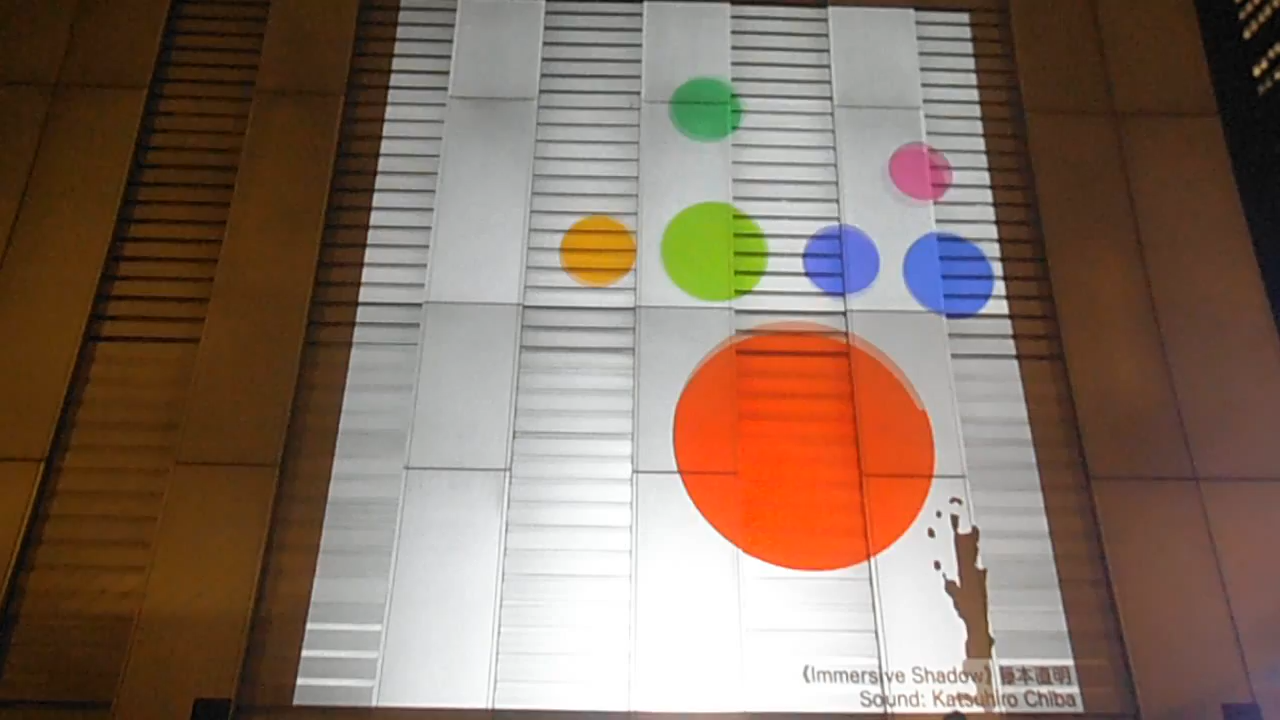 《Immersive Shadow》藤本直明
Sound: Katsuhiro Chiba